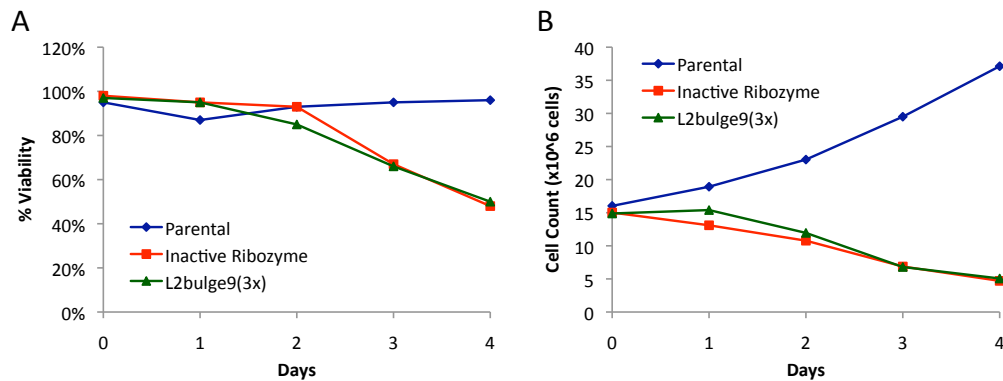 A
% Viability
120%
100%
80%
60%
40%
20%
0%
Parental
Inactive Ribozyme
L2bulge9(3x)
0 1 2 3 4
Days
B
Cell Count (x10^6 cells)
40
35
30
25
20
15
10
5
0
Parental
Inactive Ribozyme
L2bulge9(3x)
0 1 2 3 4
Days